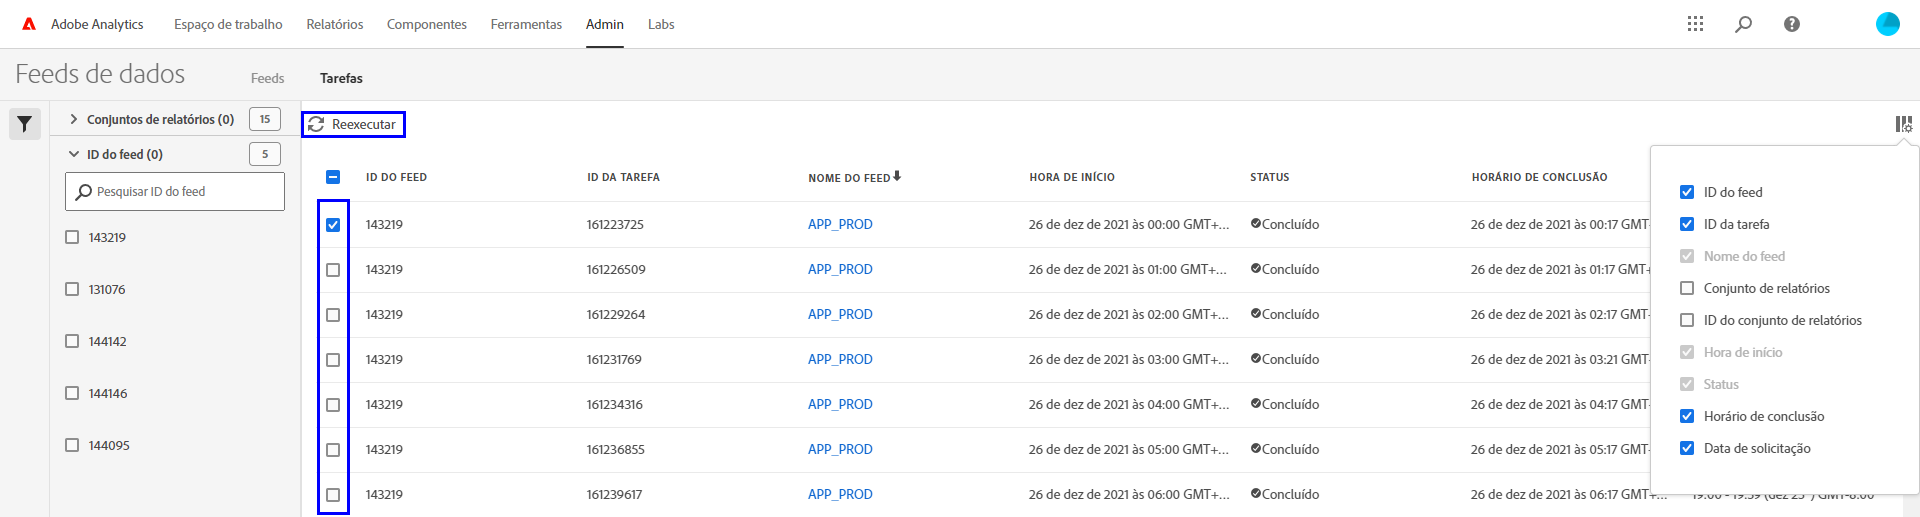 Adobe Analytics Espaço de trabalho Relatórios Componentes Ferramentas Admin Labs
Feeds de dados Feeds Tarefas
Conjuntos de relatórios (0) 15
ID do feed (0) 5
Pesquisar ID do feed
143219
131076
144142
144146
144095
Reexecutar
ID DO FEED ID DA TAREFA NOME DO FEED HORA DE INÍCIO STATUS HORÁRIO DE CONCLUSÃO
143219 161223725 APP_PROD 26 de dez de 2021 às 00:00 GMT+... Concluído 26 de dez de 2021 às 00:17 GMT
143219 161226509 APP_PROD 26 de dez de 2021 às 01:00 GMT+... Concluído 26 de dez de 2021 às 01:17 GMT
143219 161229264 APP_PROD 26 de dez de 2021 às 02:00 GMT+... Concluído 26 de dez de 2021 às 02:17 GMT
143219 161231769 APP_PROD 26 de dez de 2021 às 03:00 GMT+... Concluído 26 de dez de 2021 às 03:21 GMT
143219 161234316 APP_PROD 26 de dez de 2021 às 04:00 GMT+... Concluído 26 de dez de 2021 às 04:17 GMT
143219 161236855 APP_PROD 26 de dez de 2021 às 05:00 GMT+... Concluído 26 de dez de 2021 às 05:17 GMT
143219 161239617 APP_PROD 26 de dez de 2021 às 06:00 GMT+... Concluído 26 de dez de 2021 às 06:17 GMT+...
ID do feed
ID da tarefa
Nome do feed
Conjunto de relatórios
ID do conjunto de relatórios
Hora de início
Status
Horário de conclusão
Data de solicitação